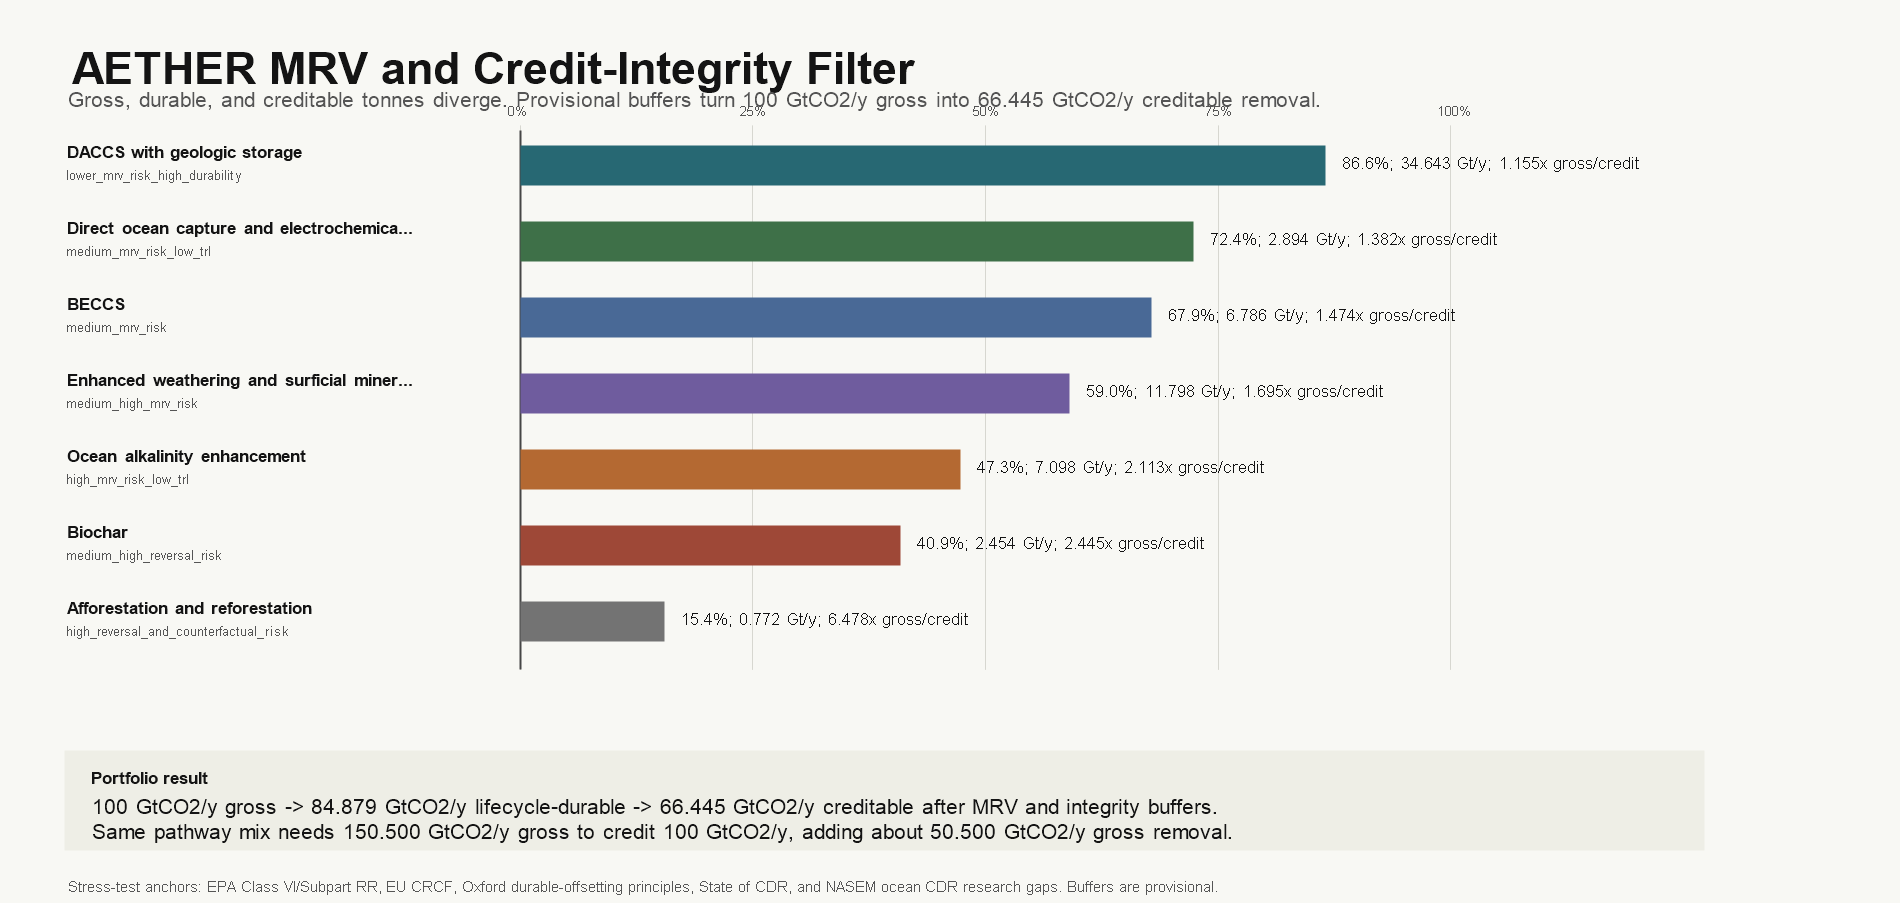 AETHER MRV and Credit-Integrity Filter
Gross, durable, and creditable tonnes diverge. Provisional buffers turn 100 GtCO2/y gross into 66.445 GtCO2/y creditable removal.
0% 25% 50% 75% 100%
DACCS with geologic storage
lower_mrv_risk_high_durability
86.6%; 34.643 Gt/y; 1.155x gross/credit
Direct ocean capture and electrochemica...
medium_mrv_risk_low_trl
72.4%; 2.894 Gt/y; 1.382x gross/credit
BECCS
medium_mrv_risk
67.9%; 6.786 Gt/y; 1.474x gross/credit
Enhanced weathering and surficial miner...
medium_high_mrv_risk
59.0%; 11.798 Gt/y; 1.695x gross/credit
Ocean alkalinity enhancement
high_mrv_risk_low_trl
47.3%; 7.098 Gt/y; 2.113x gross/credit
Biochar
medium_high_reversal_risk
40.9%; 2.454 Gt/y; 2.445x gross/credit
Afforestation and reforestation
high_reversal_and_counterfactual_risk
15.4%; 0.772 Gt/y; 6.478x gross/credit
Portfolio result
100 GtCO2/y gross -> 84.879 GtCO2/y lifecycle-durable -> 66.445 GtCO2/y creditable after MRV and integrity buffers.
Same pathway mix needs 150.500 GtCO2/y gross to credit 100 GtCO2/y, adding about 50.500 GtCO2/y gross removal.
Stress-test anchors: EPA Class VI/Subpart RR, EU CRCF, Oxford durable-offsetting principles, State of CDR, and NASEM ocean CDR research gaps. Buffers are provisional.